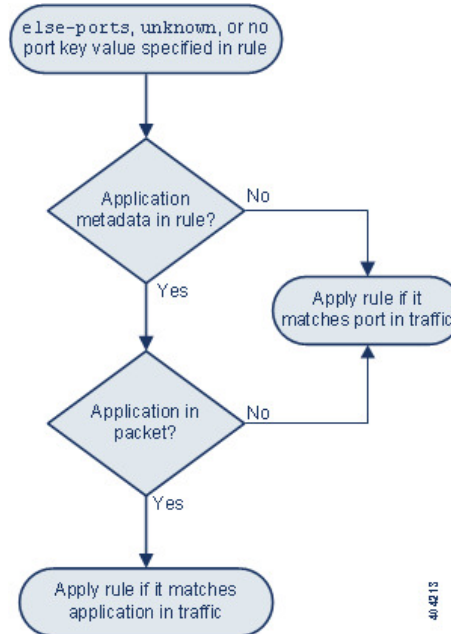 else-ports, unknown, or no
port key value specified in rule
Application
metadata in rule?
No
Yes
Apply rule if it
matches port in traffic
Application in
packet?
No
Yes
Apply rule if it matches
application in traffic
404213